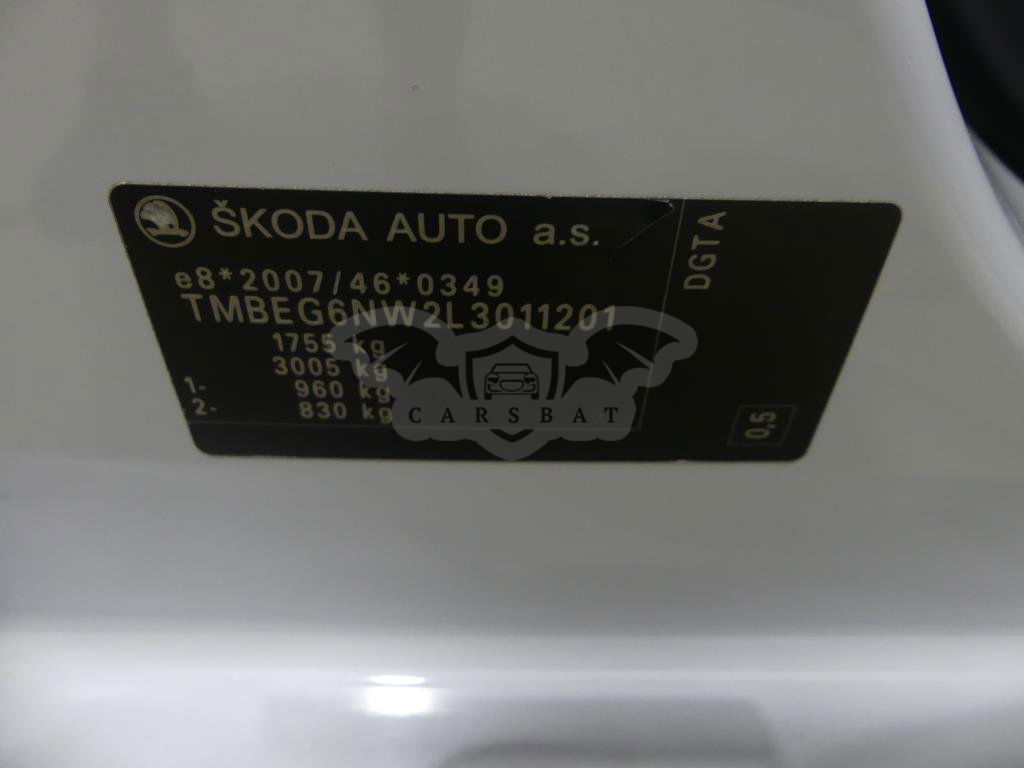 ŠKODA AUTO a.s.
e8*2007/46*0349
TMBEG6NW2L3011201
1755 kg
3005 kg
1- 960 kg
2- 830 kg
DGTA
0,5
CARSBAT